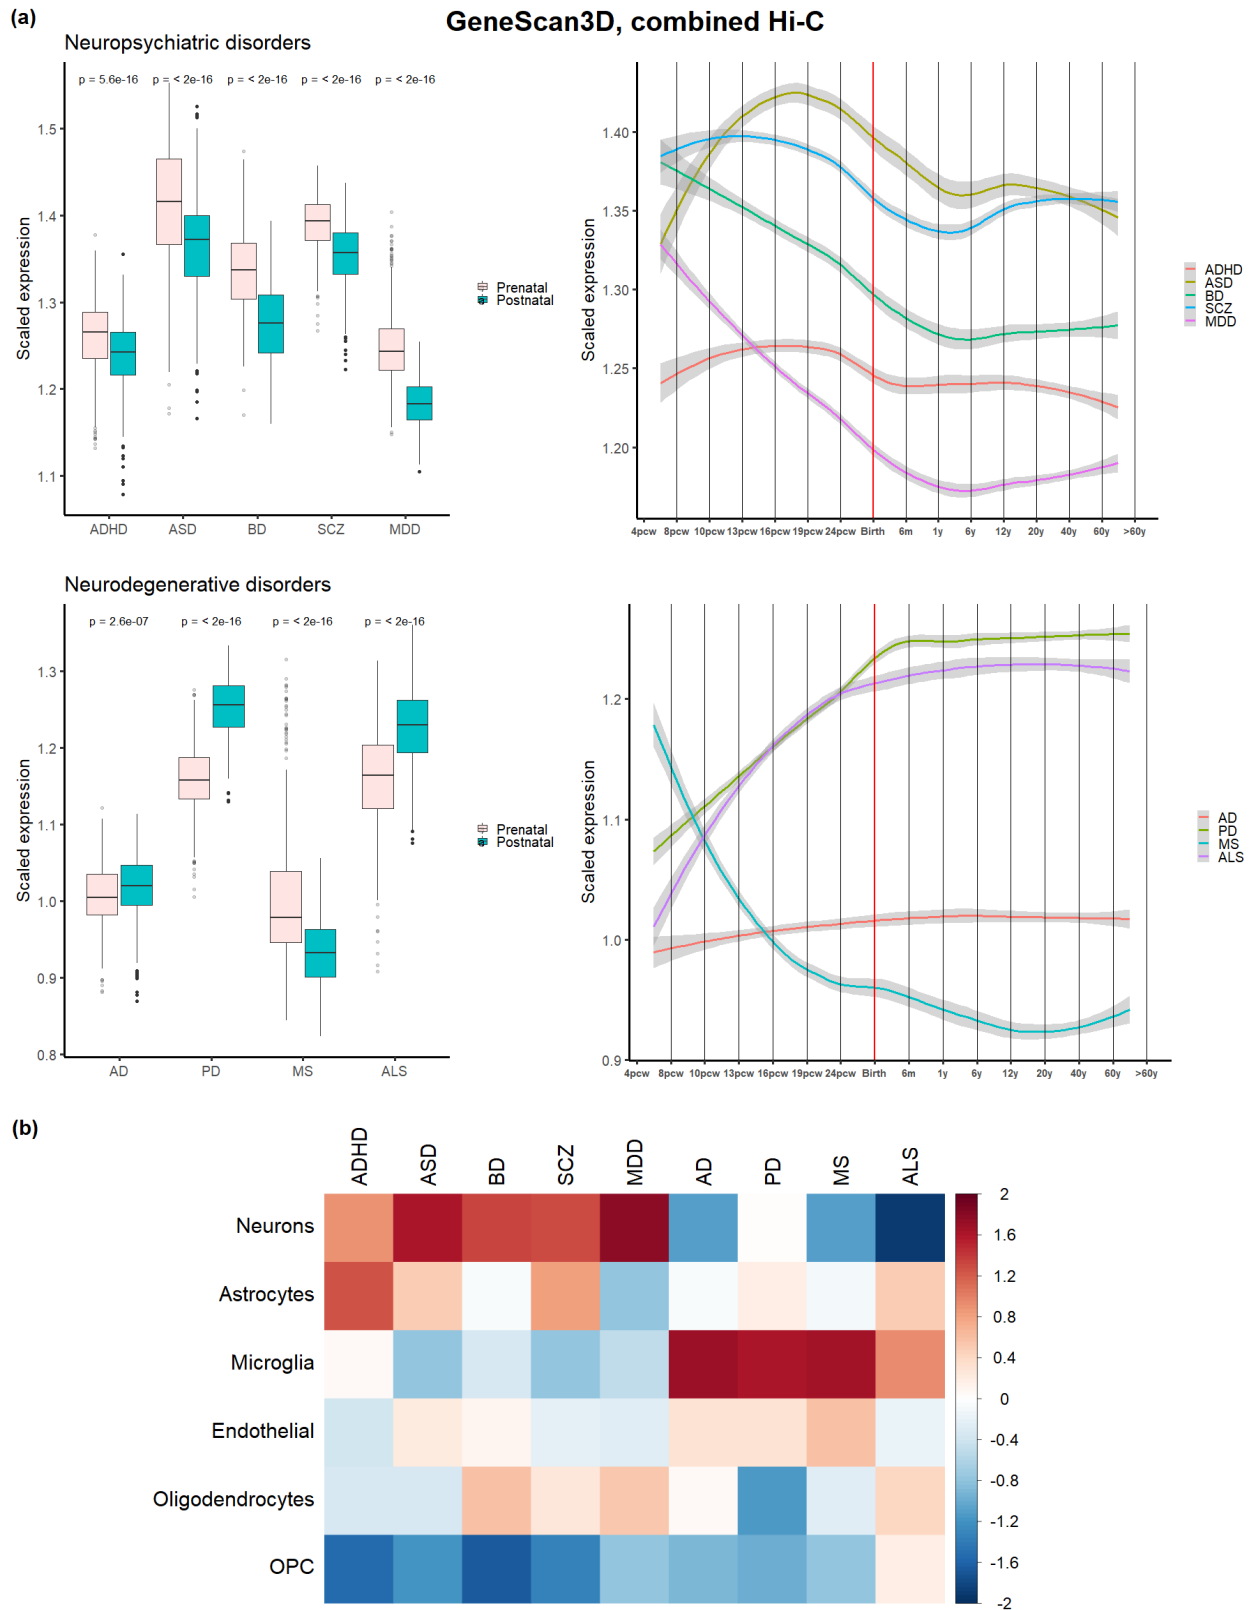 (a)
GeneScan3D, combined Hi-C
Neuropsychiatric disorders
p = 5.6e-16 p = < 2e-16 p = < 2e-16 p = < 2e-16 p = < 2e-16
Scaled expression
1.5
1.4
1.3
1.2
1.1
ADHD ASD BD SCZ MDD
Prenatal
Postnatal
Scaled expression
1.40
1.35
1.30
1.25
1.20
4pcw 8pcw 10pcw 13pcw 16pcw 19pcw 24pcw Birth 6m 1y 6y 12y 20y 40y 60y >60y
ADHD
ASD
BD
SCZ
MDD
Neurodegenerative disorders
p = 2.6e-07 p = < 2e-16 p = < 2e-16 p = < 2e-16
Scaled expression
1.3
1.2
1.1
1.0
0.9
0.8
AD PD MS ALS
Prenatal
Postnatal
Scaled expression
1.2
1.1
1.0
0.9
4pcw 8pcw 10pcw 13pcw 16pcw 19pcw 24pcw Birth 6m 1y 6y 12y 20y 40y 60y >60y
AD
PD
MS
ALS
(b)
ADHD ASD BD SCZ MDD AD PD MS ALS
Neurons
Astrocytes
Microglia
Endothelial
Oligodendrocytes
OPC
2
1.6
1.2
0.8
0.4
0
-0.4
-0.8
-1.2
-1.6
-2